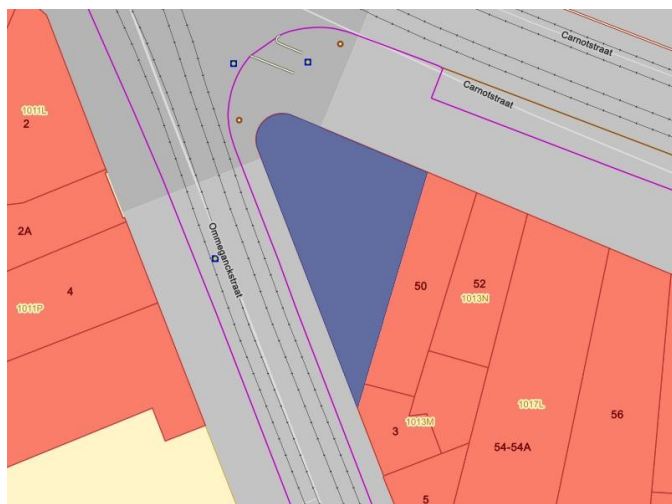 Carnotstraat
Carnotstraat
1011L
2
2A
4
1011P
Ommeganckstraat
50
52
1013N
1017L
56
3
1013M
54-54A
5